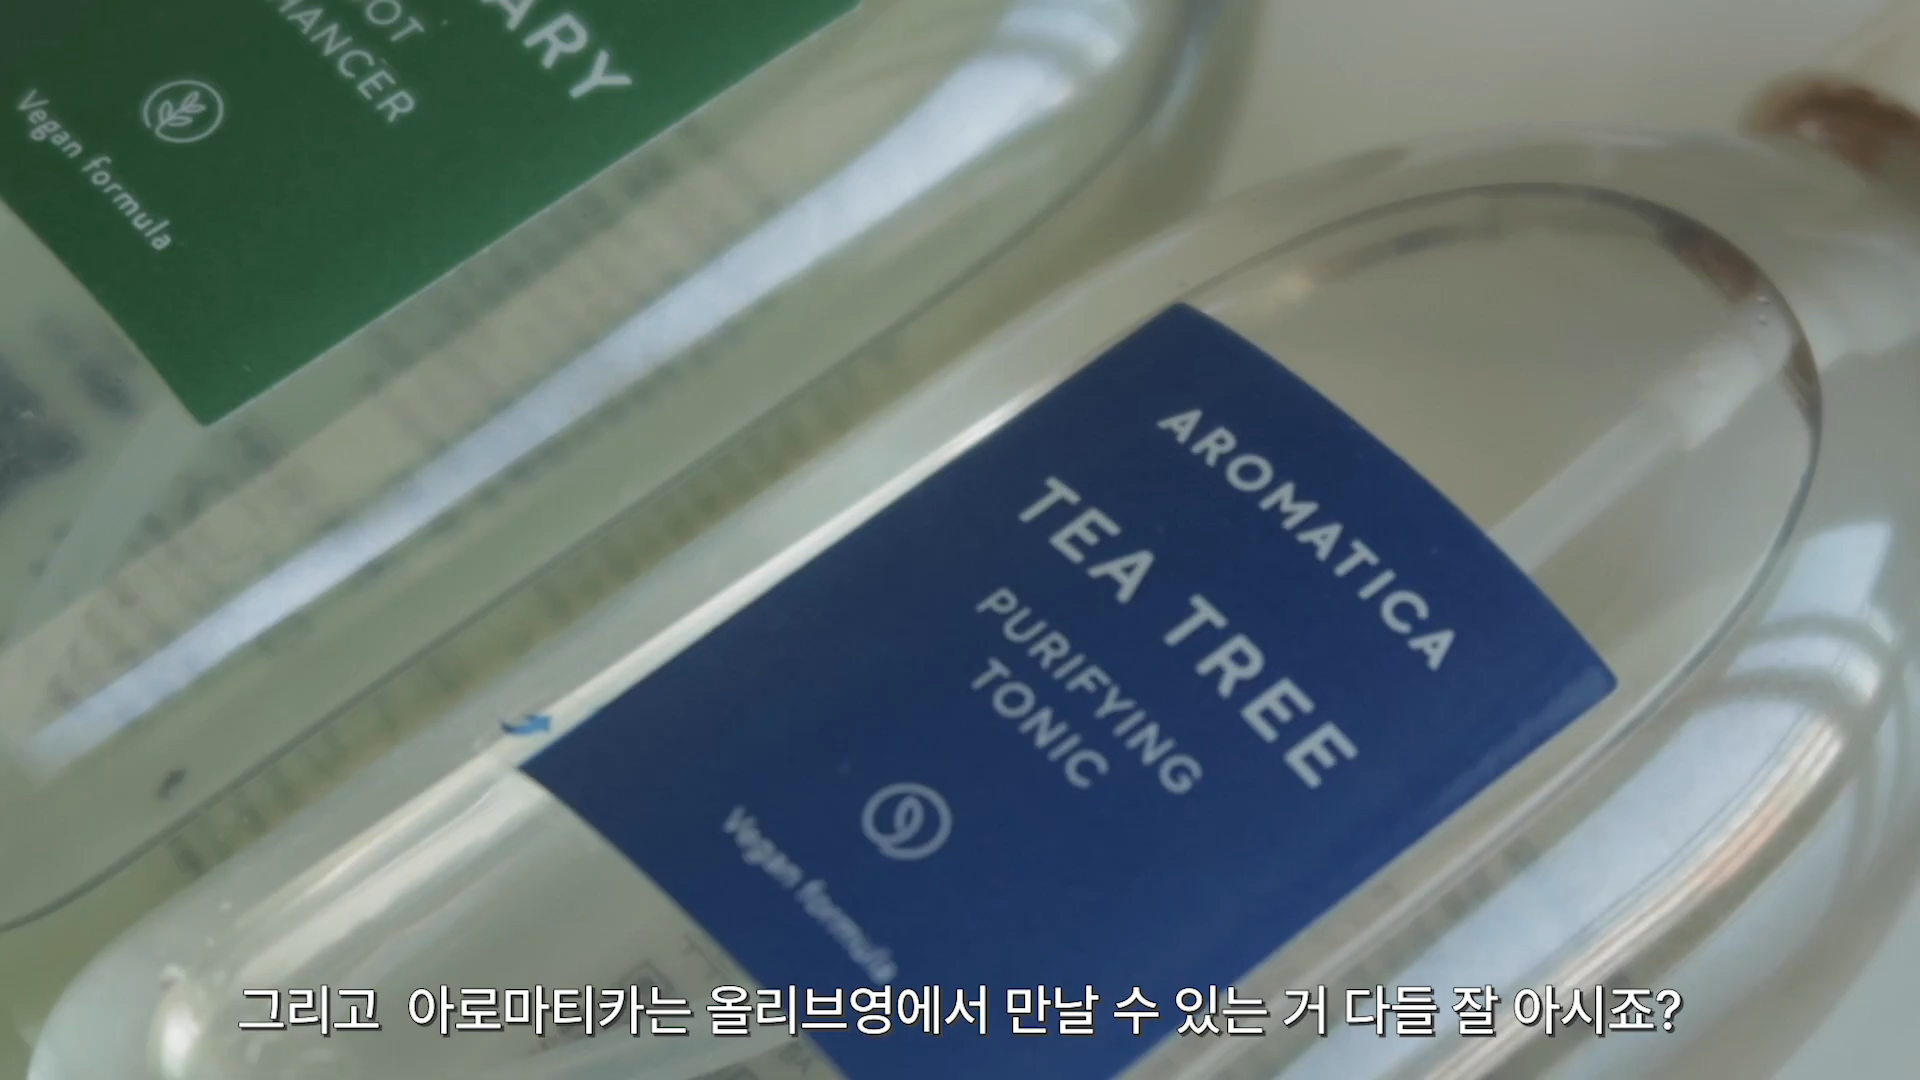 ARY
OT
HANCER
Vegan formula
AROMATICA
TEA TREE
PURIFYING
TONIC
Vegan formula
그리고 아로마티카는 올리브영에서 만날 수 있는 거 다들 잘 아시죠?